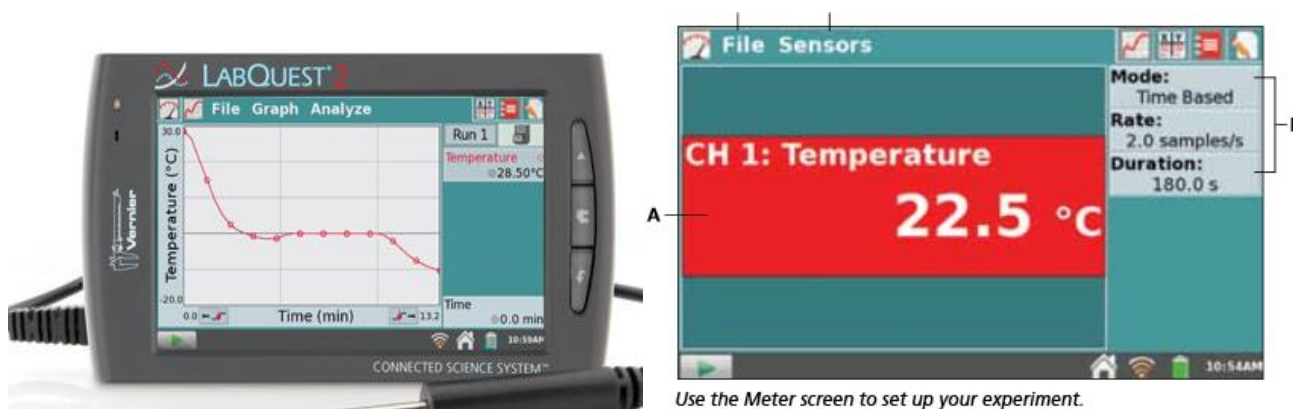 LABQUEST 2
File Graph Analyze
30.0
Run 1
Temperature
28.50°C
Temperature (°C)
-20.0
0.0
Time (min)
13.2
Time
0.0 min
10:59AM
Vernier
CONNECTED SCIENCE SYSTEM™
File Sensors
Mode:
Time Based
Rate:
2.0 samples/s
Duration:
180.0 s
CH 1: Temperature
22.5 °C
A
10:54AM
Use the Meter screen to set up your experiment.